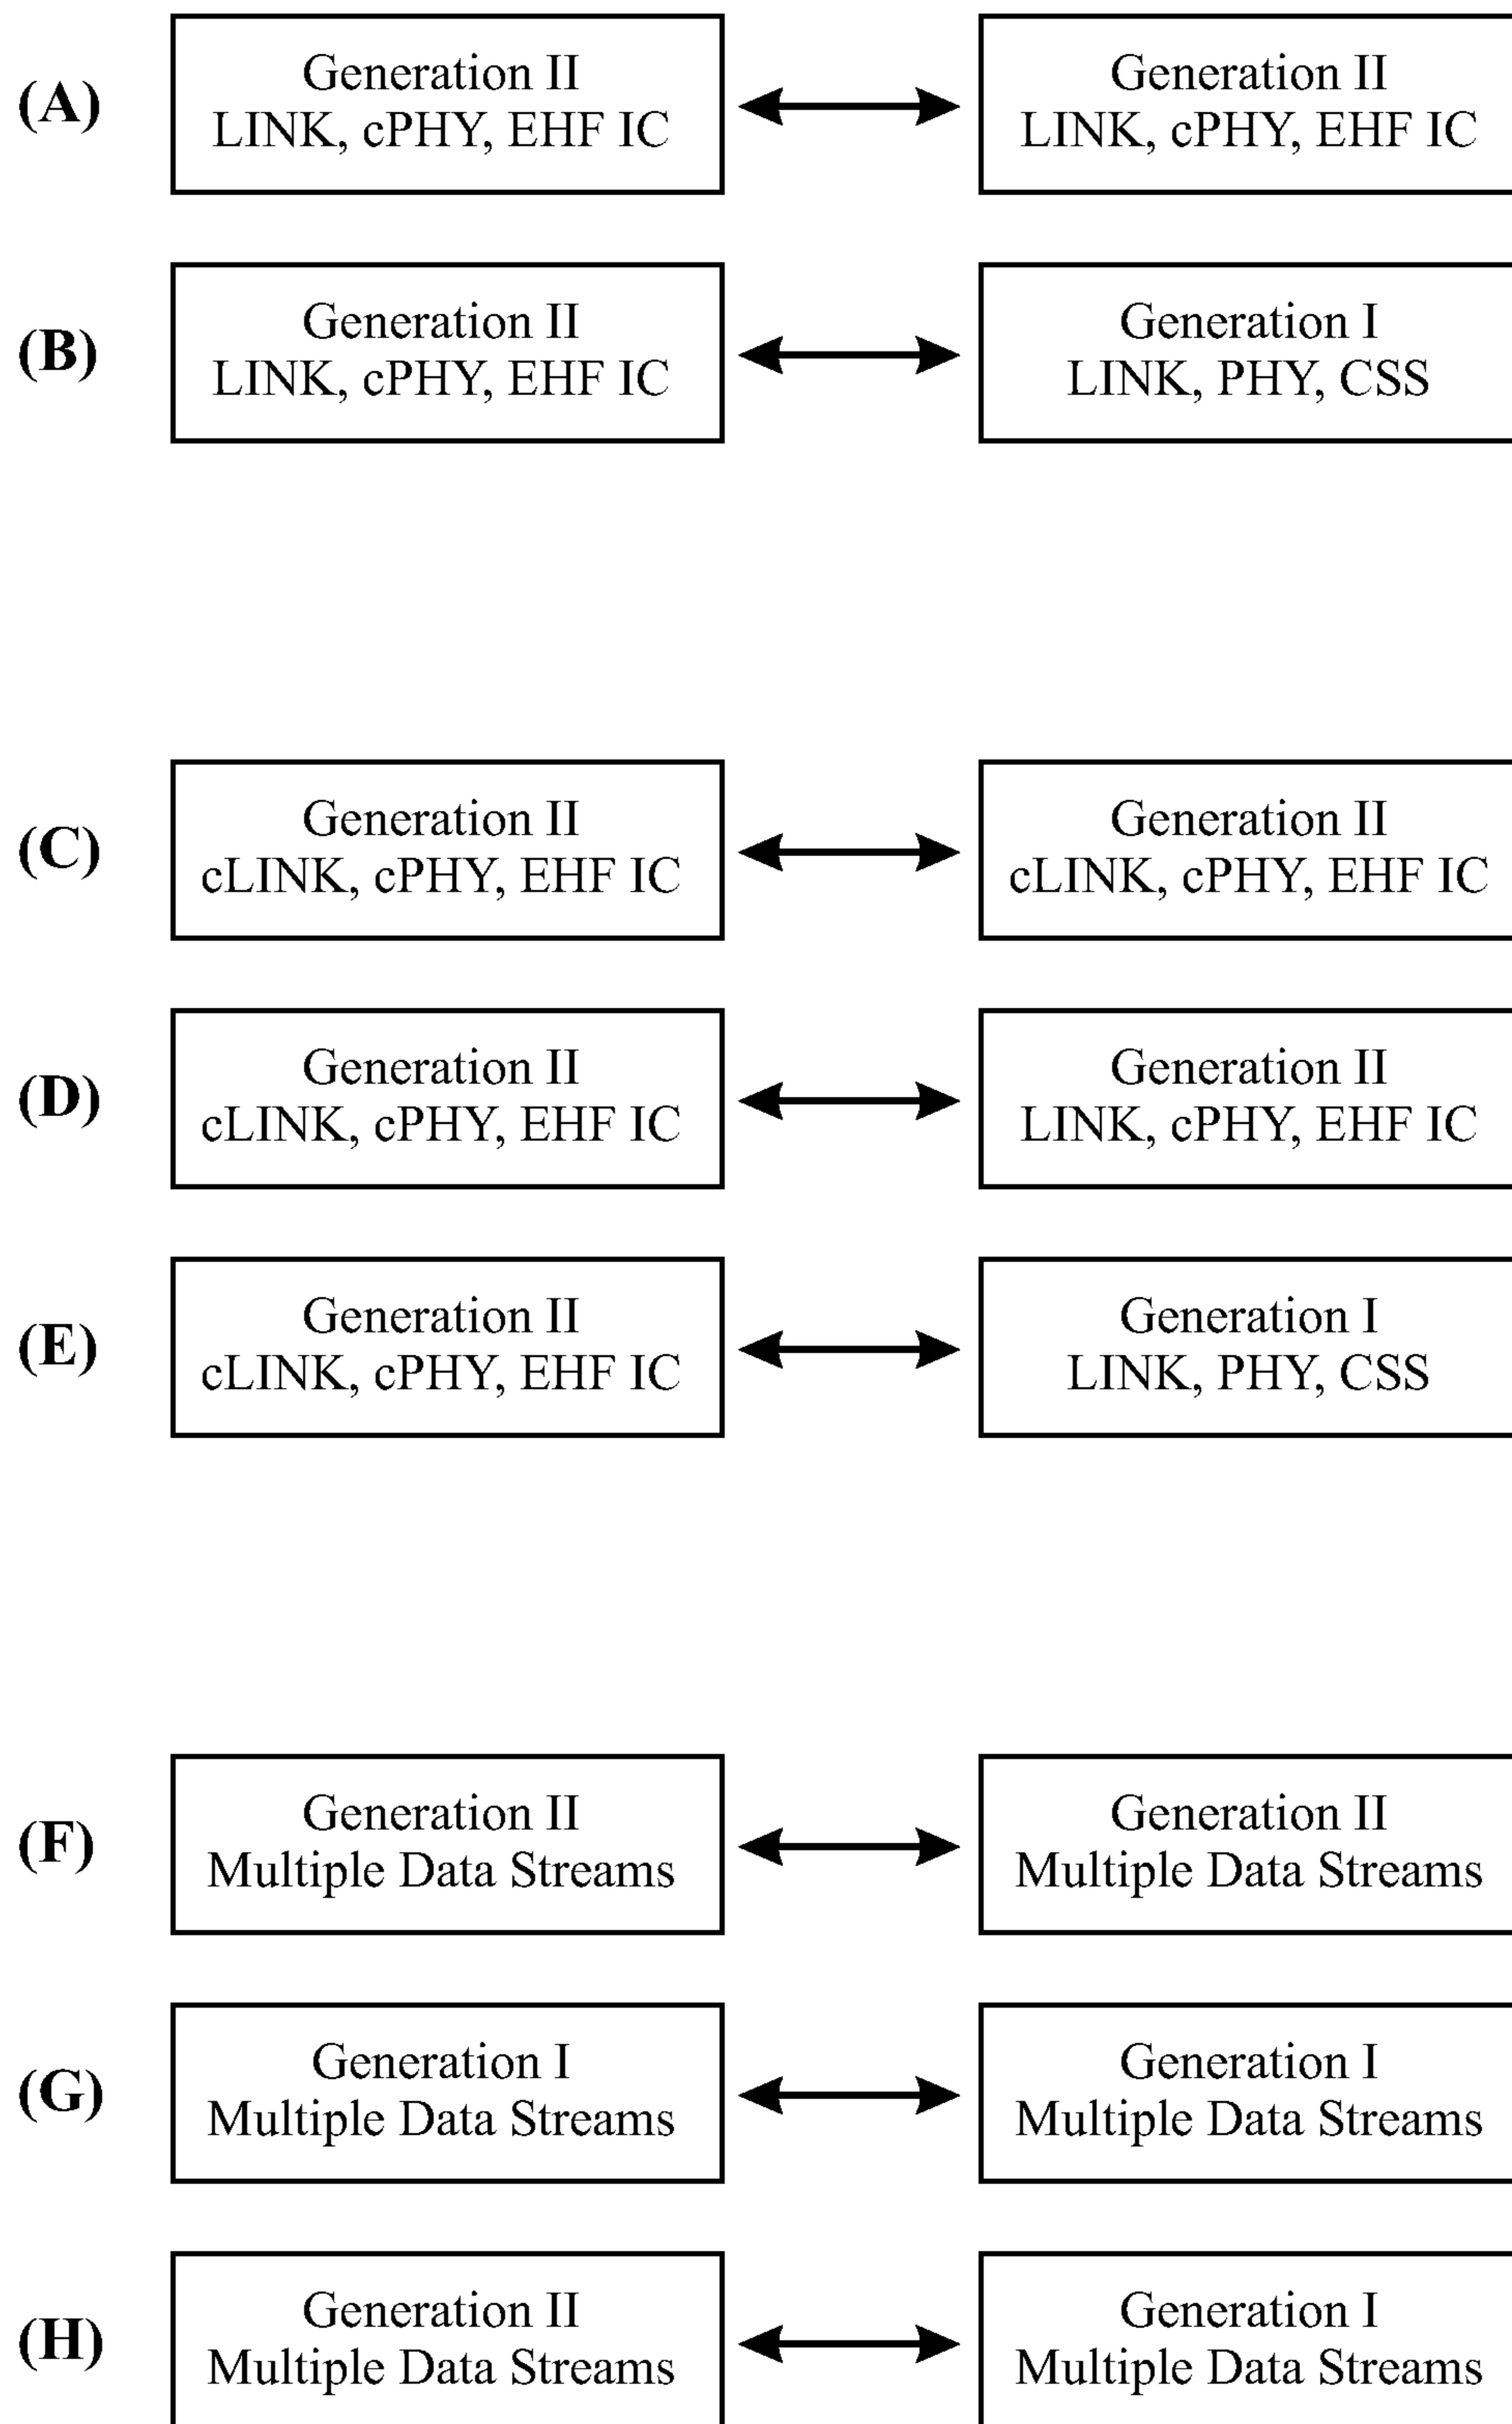 (A)
Generation II
LINK, cPHY, EHF IC
Generation II
LINK, cPHY, EHF IC
(B)
Generation II
LINK, cPHY, EHF IC
Generation I
LINK, PHY, CSS
(C)
Generation II
cLINK, cPHY, EHF IC
Generation II
cLINK, cPHY, EHF IC
(D)
Generation II
cLINK, cPHY, EHF IC
Generation II
LINK, cPHY, EHF IC
(E)
Generation II
cLINK, cPHY, EHF IC
Generation I
LINK, PHY, CSS
(F)
Generation II
Multiple Data Streams
Generation II
Multiple Data Streams
(G)
Generation I
Multiple Data Streams
Generation I
Multiple Data Streams
(H)
Generation II
Multiple Data Streams
Generation I
Multiple Data Streams